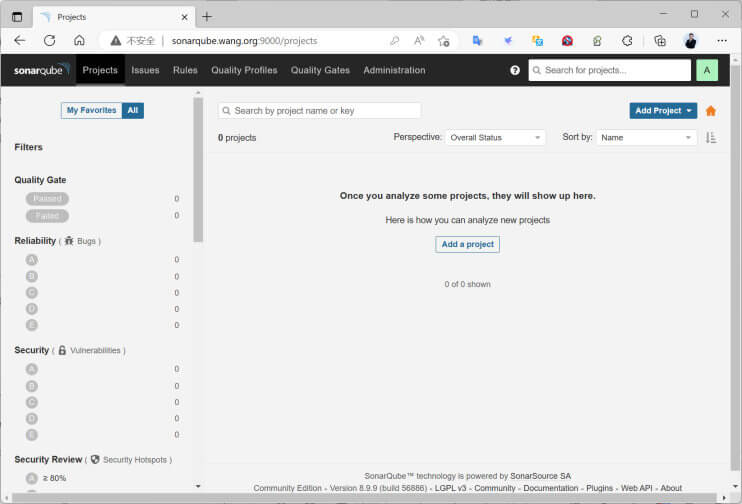 Projects
不安全 sonarqube.wang.org:9000/projects
sonarqube Projects Issues Rules Quality Profiles Quality Gates Administration ? Search for projects... A
My Favorites All
Search by project name or key
Add Project
0 projects
Perspective: Overall Status
Sort by: Name
Filters
Quality Gate
Passed 0
Failed 0
Reliability ( Bugs )
A 0
B 0
C 0
D 0
E 0
Security ( Vulnerabilities )
A 0
B 0
C 0
D 0
E 0
Security Review ( Security Hotspots )
A ≥ 80% 0
Once you analyze some projects, they will show up here.
Here is how you can analyze new projects
Add a project
0 of 0 shown
SonarQube™ technology is powered by SonarSource SA
Community Edition - Version 8.9.9 (build 56886) - LGPL v3 - Community - Documentation - Plugins - Web API - About